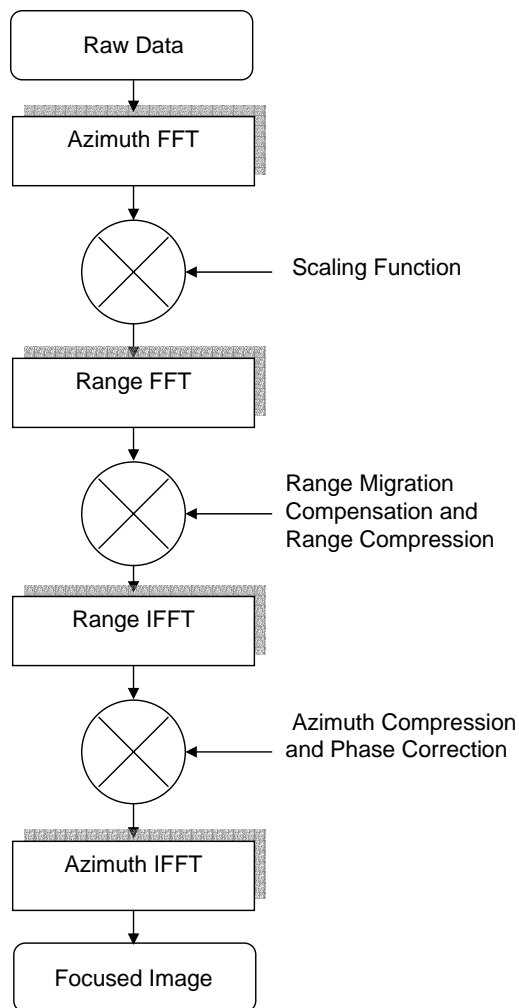 Raw Data
Azimuth FFT
Scaling Function
Range FFT
Range Migration
Compensation and
Range Compression
Range IFFT
Azimuth Compression
and Phase Correction
Azimuth IFFT
Focused Image